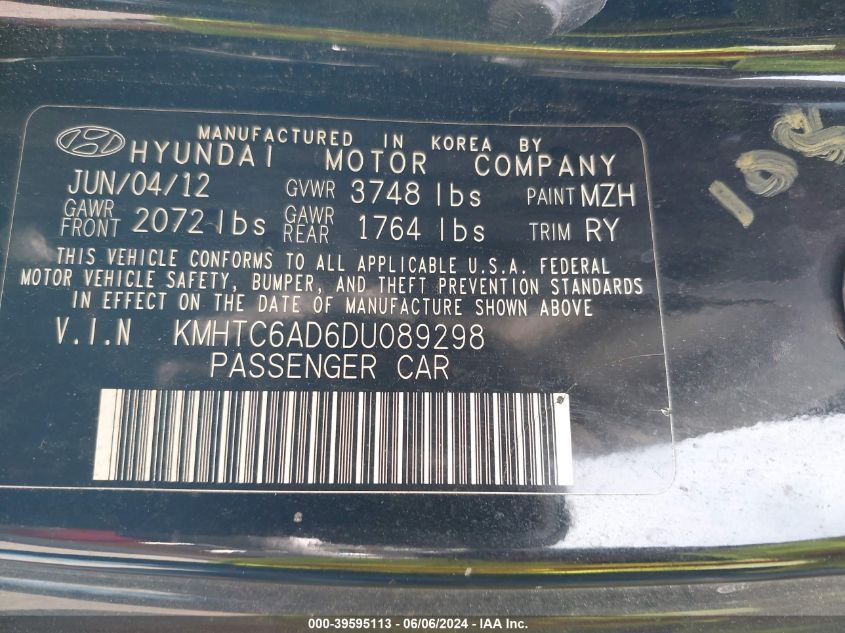 MANUFACTURED IN KOREA BY
HYUNDAI MOTOR COMPANY
JUN/04/12 GVWR 3748 lbs PAINT MZH
GAWR FRONT 2072 lbs GAWR REAR 1764 lbs TRIM RY
THIS VEHICLE CONFORMS TO ALL APPLICABLE U.S.A. FEDERAL
MOTOR VEHICLE SAFETY, BUMPER, AND THEFT PREVENTION STANDARDS
IN EFFECT ON THE DATE OF MANUFACTURE SHOWN ABOVE
V.I.N KMHTC6AD6DU089298
PASSENGER CAR
000-39595113 - 06/06/2024 - IAA Inc.